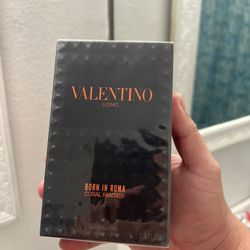 VALENTINO
UOMO
BORN IN ROMA
CORAL FANTASY